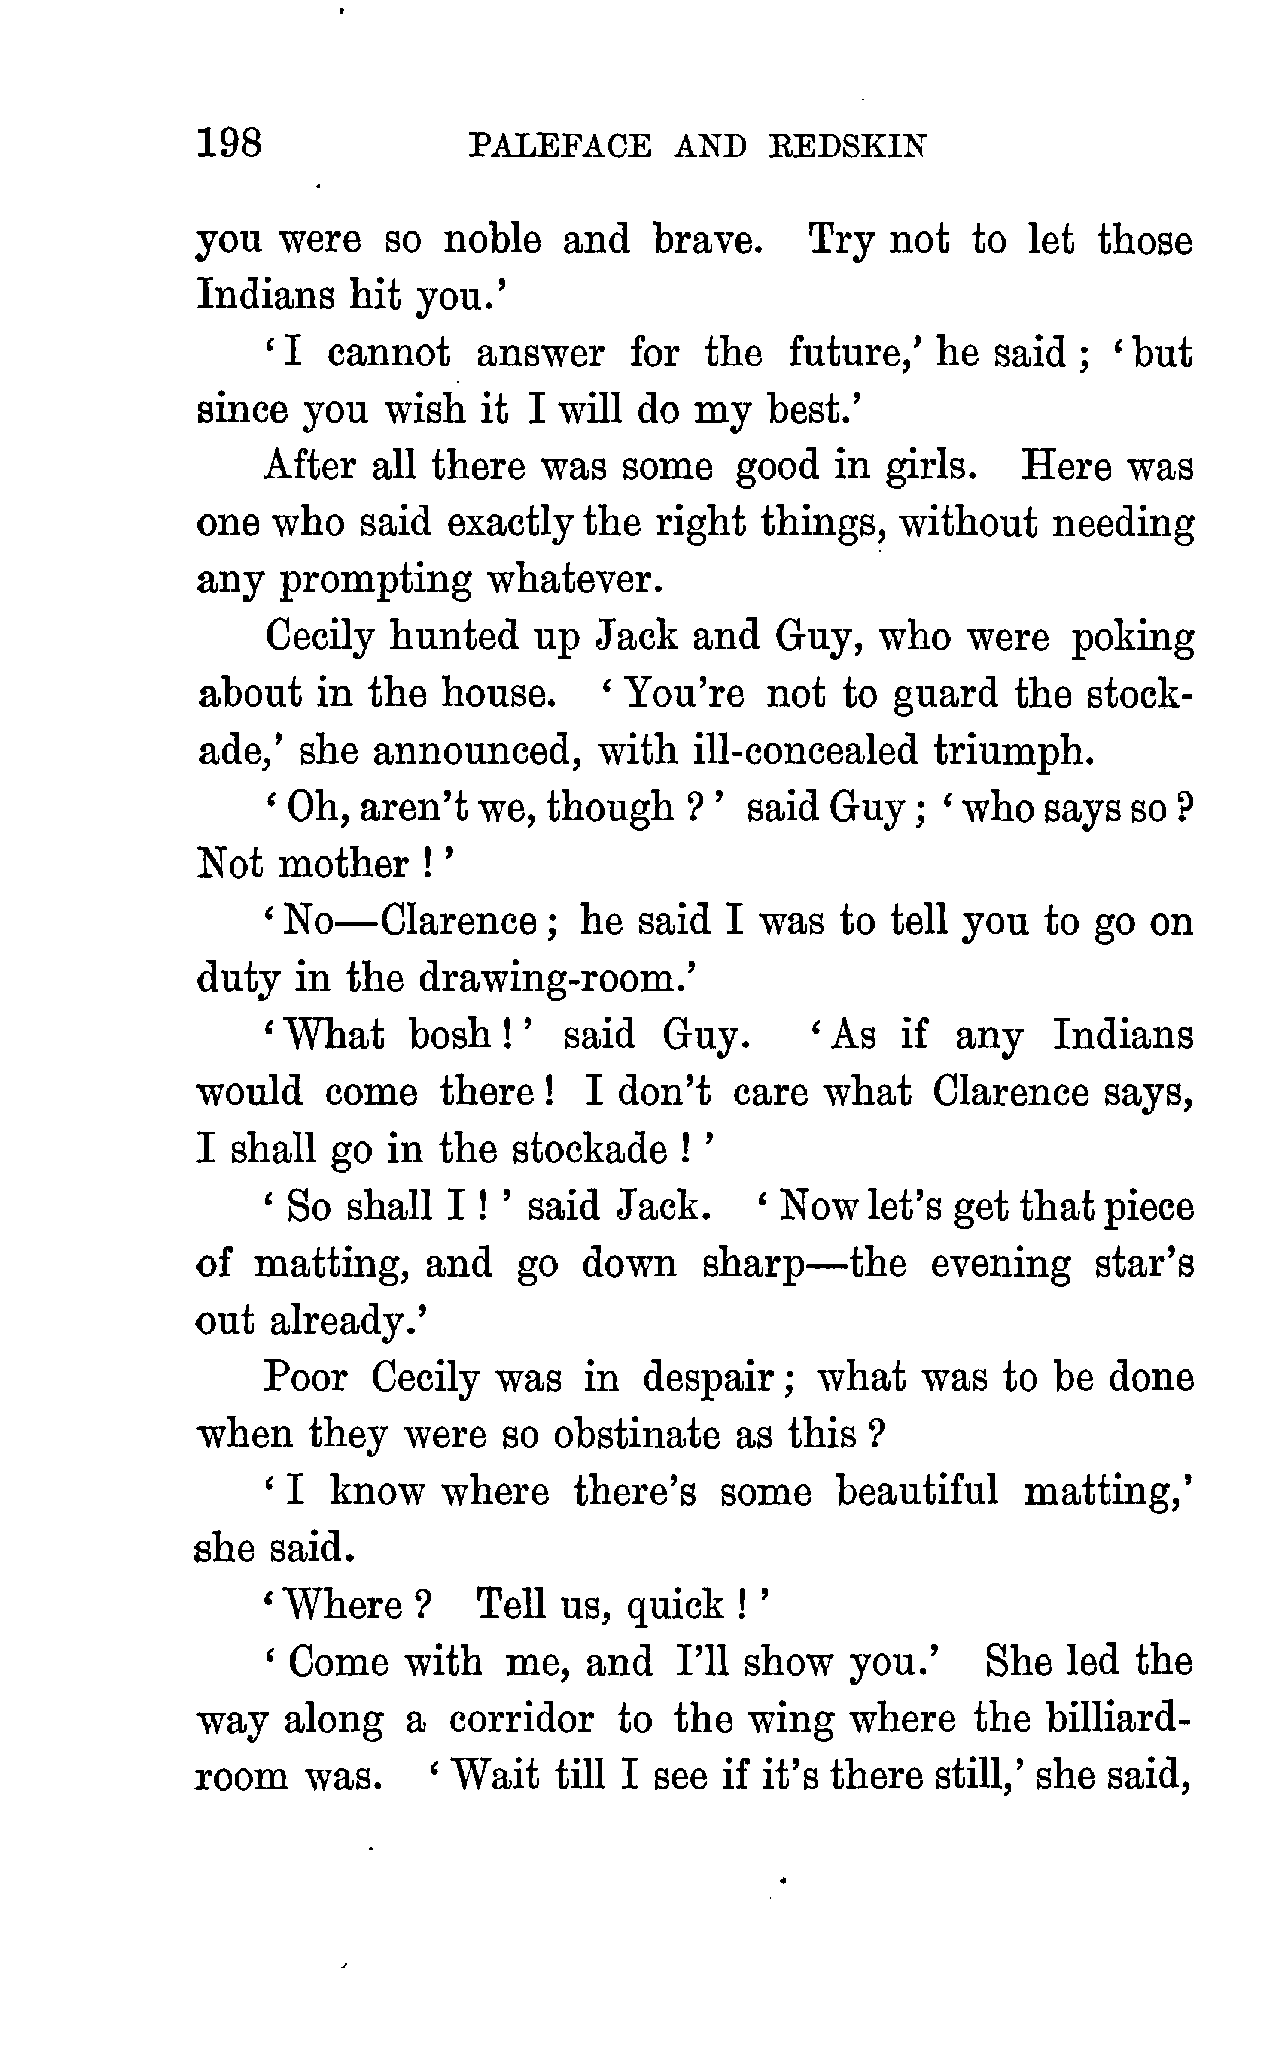 198 PALEFACE AND REDSKIN
you were so noble and brave. Try not to let those
Indians hit you.'
'I cannot answer for the future,' he said; 'but
since you wish it I will do my best.'
After all there was some good in girls. Here was
one who said exactly the right things, without needing
any prompting whatever.
Cecily hunted up Jack and Guy, who were poking
about in the house. 'You're not to guard the stock-
ade,' she announced, with ill-concealed triumph.
'Oh, aren't we, though?' said Guy; 'who says so?
Not mother!'
'No—Clarence; he said I was to tell you to go on
duty in the drawing-room.'
'What bosh!' said Guy. 'As if any Indians
would come there! I don't care what Clarence says,
I shall go in the stockade!'
'So shall I!' said Jack. 'Now let's get that piece
of matting, and go down sharp—the evening star's
out already.'
Poor Cecily was in despair; what was to be done
when they were so obstinate as this?
'I know where there's some beautiful matting,'
she said.
'Where? Tell us, quick!'
'Come with me, and I'll show you.' She led the
way along a corridor to the wing where the billiard-
room was. 'Wait till I see if it's there still,' she said,